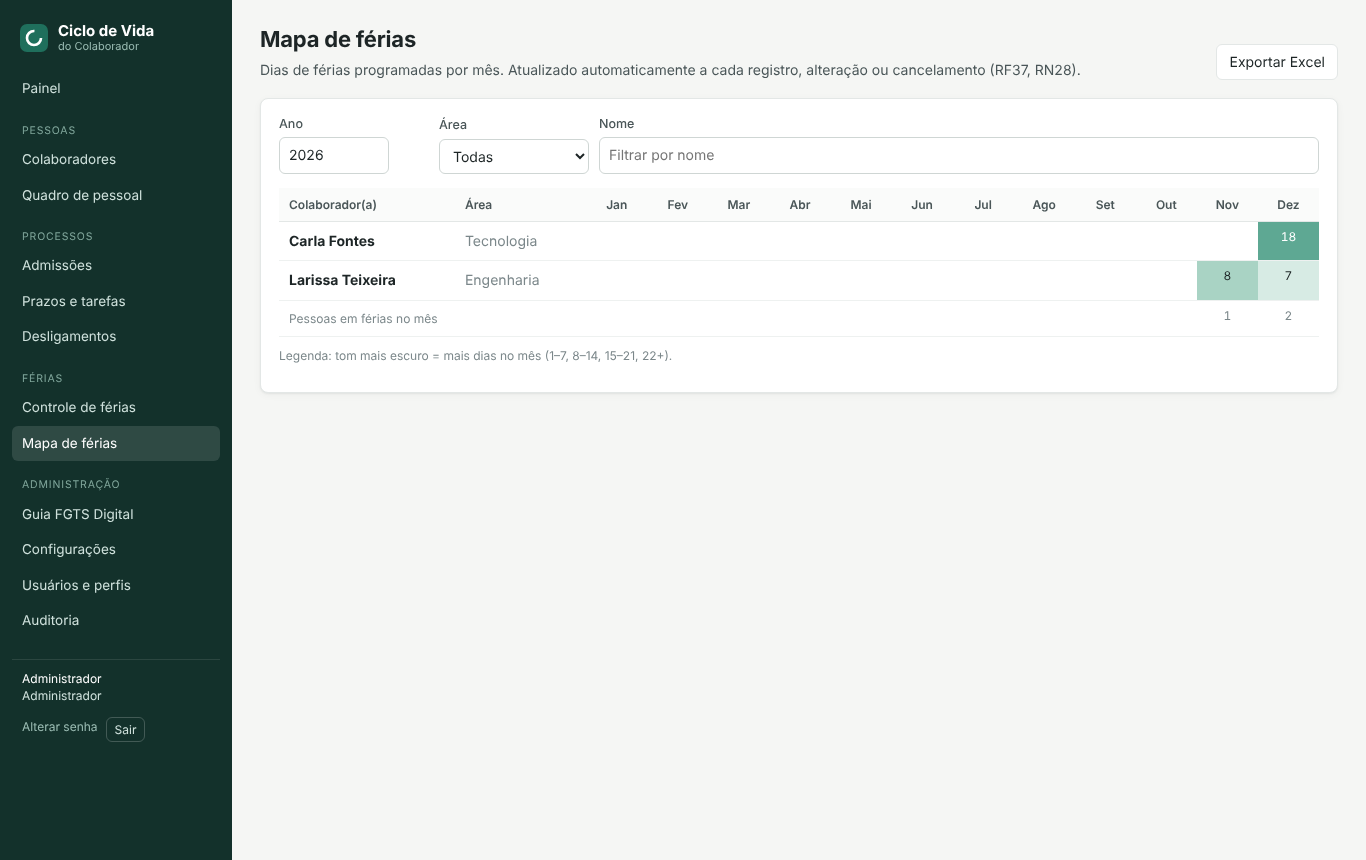 Ciclo de Vida
do Colaborador
Painel
PESSOAS
Colaboradores
Quadro de pessoal
PROCESSOS
Admissões
Prazos e tarefas
Desligamentos
FÉRIAS
Controle de férias
Mapa de férias
ADMINISTRAÇÃO
Guia FGTS Digital
Configurações
Usuários e perfis
Auditoria
Administrador
Administrador
Alterar senha Sair
Mapa de férias
Dias de férias programadas por mês. Atualizado automaticamente a cada registro, alteração ou cancelamento (RF37, RN28).
Exportar Excel
Ano Área Nome
2026 Todas Filtrar por nome
Colaborador(a) Área Jan Fev Mar Abr Mai Jun Jul Ago Set Out Nov Dez
Carla Fontes Tecnologia 18
Larissa Teixeira Engenharia 8 7
Pessoas em férias no mês 1 2
Legenda: tom mais escuro = mais dias no mês (1–7, 8–14, 15–21, 22+).